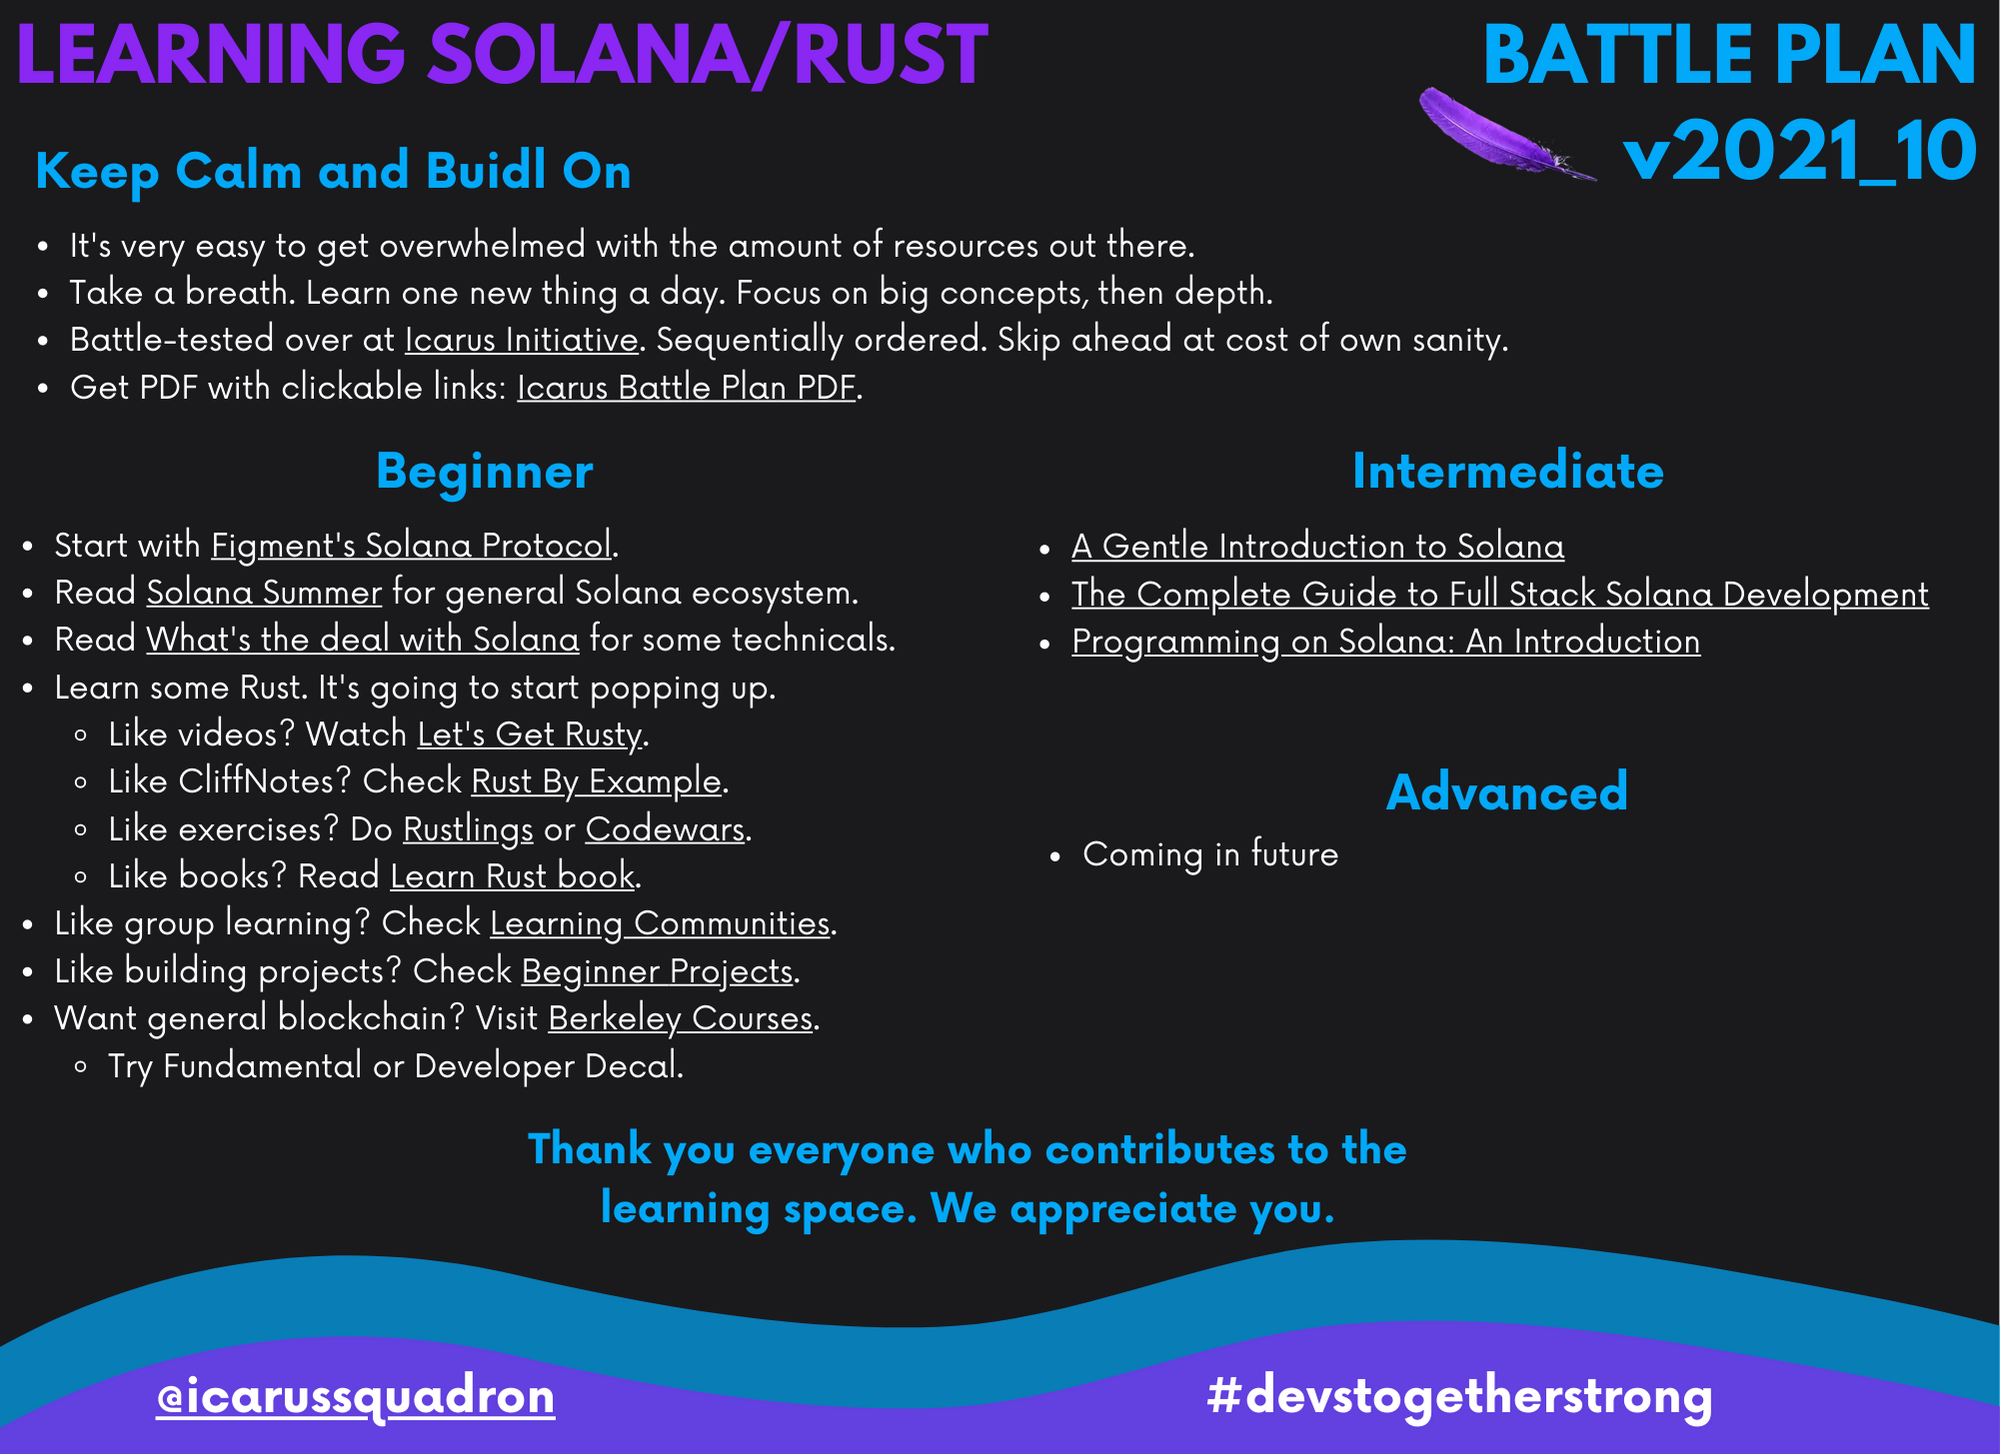 LEARNING SOLANA/RUST
BATTLE PLAN
v2021_10
Keep Calm and Buidl On
• It's very easy to get overwhelmed with the amount of resources out there.
• Take a breath. Learn one new thing a day. Focus on big concepts, then depth.
• Battle-tested over at Icarus Initiative. Sequentially ordered. Skip ahead at cost of own sanity.
• Get PDF with clickable links: Icarus Battle Plan PDF.
Beginner
• Start with Figment's Solana Protocol.
• Read Solana Summer for general Solana ecosystem.
• Read What's the deal with Solana for some technicals.
• Learn some Rust. It's going to start popping up.
◦ Like videos? Watch Let's Get Rusty.
◦ Like CliffNotes? Check Rust By Example.
◦ Like exercises? Do Rustlings or Codewars.
◦ Like books? Read Learn Rust book.
• Like group learning? Check Learning Communities.
• Like building projects? Check Beginner Projects.
• Want general blockchain? Visit Berkeley Courses.
◦ Try Fundamental or Developer Decal.
Intermediate
• A Gentle Introduction to Solana
• The Complete Guide to Full Stack Solana Development
• Programming on Solana: An Introduction
Advanced
• Coming in future
Thank you everyone who contributes to the
learning space. We appreciate you.
@icarussquadron
#devstogetherstrong